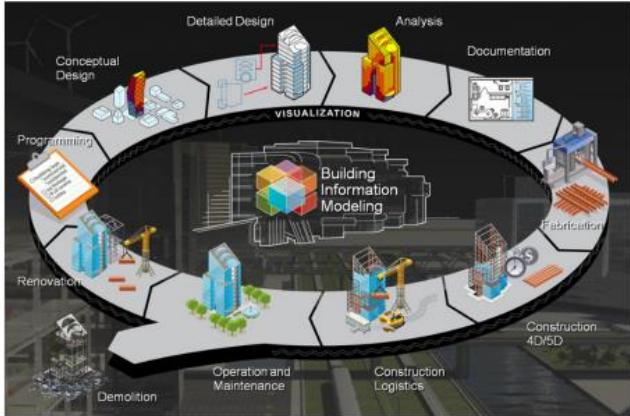 Detailed Design
Analysis
Conceptual
Design
Documentation
VISUALIZATION
Programming
Building
Information
Modeling
Fabrication
Renovation
Construction
4D/5D
Operation and
Maintenance
Construction
Logistics
Demolition